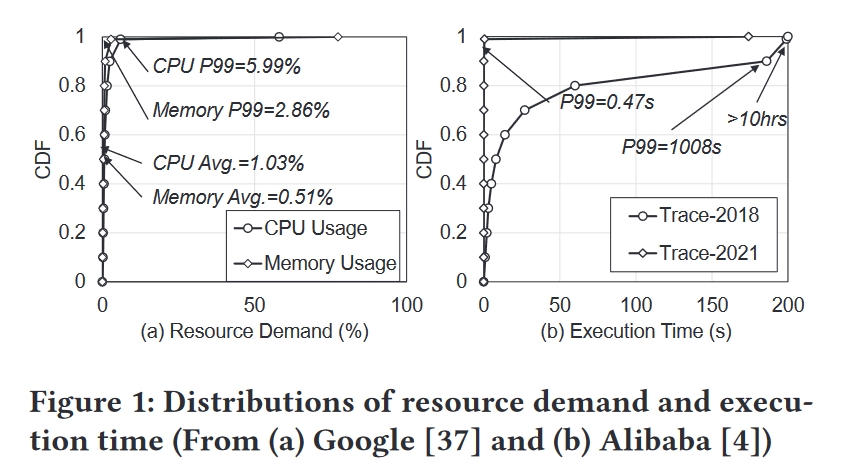 1
0.8
0.6
0.4
0.2
0
CDF
CPU P99=5.99%
Memory P99=2.86%
CPU Avg.=1.03%
Memory Avg.=0.51%
CPU Usage
Memory Usage
0
50
100
(a) Resource Demand (%)
1
0.8
0.6
0.4
0.2
0
CDF
P99=0.47s
>10hrs
P99=1008s
Trace-2018
Trace-2021
0
50
100
150
200
(b) Execution Time (s)
Figure 1: Distributions of resource demand and execu-
tion time (From (a) Google [37] and (b) Alibaba [4])